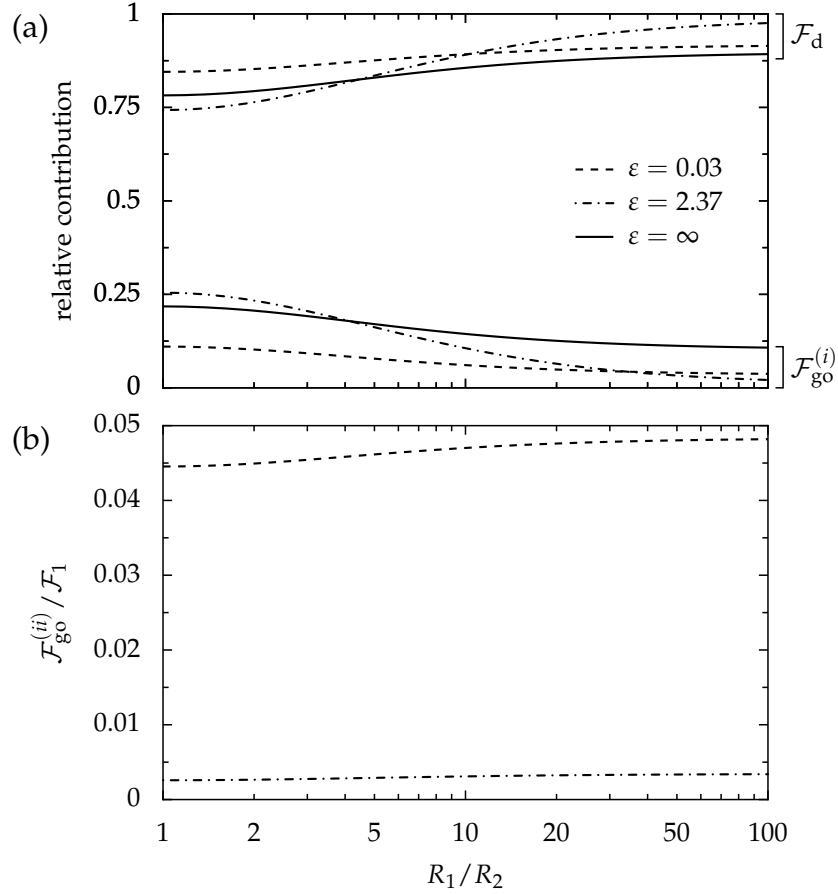 (a)
1
0.75
0.5
0.25
0
relative contribution
ε = 0.03
ε = 2.37
ε = ∞
ℱd
ℱgo(i)
(b)
0.05
0.04
0.03
0.02
0.01
0
ℱgo(ii) / ℱ1
1 2 5 10 20 50 100
R1/R2